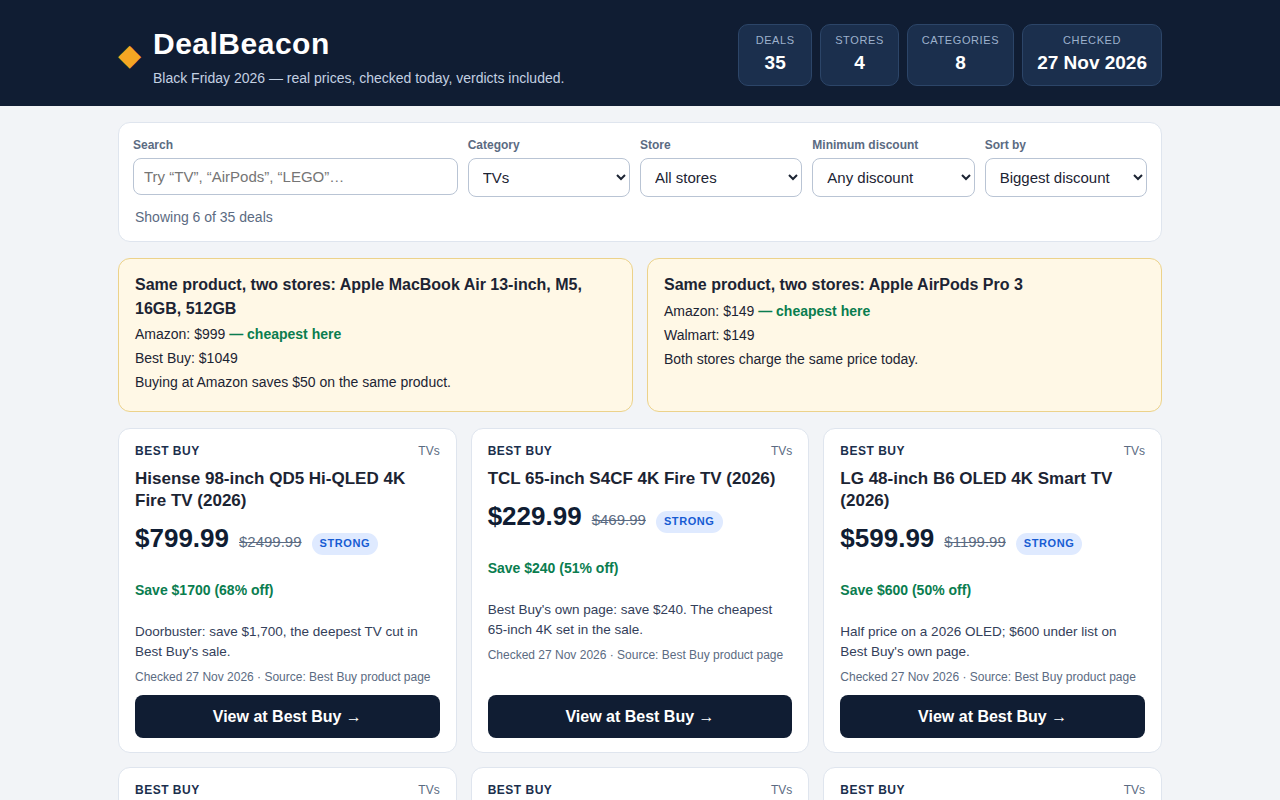 ◆ DealBeacon
Black Friday 2026 — real prices, checked today, verdicts included.
DEALS
35
STORES
4
CATEGORIES
8
CHECKED
27 Nov 2026
Search
Try “TV”, “AirPods”, “LEGO”…
Category
TVs
Store
All stores
Minimum discount
Any discount
Sort by
Biggest discount
Showing 6 of 35 deals
Same product, two stores: Apple MacBook Air 13-inch, M5,
16GB, 512GB
Amazon: $999 — cheapest here
Best Buy: $1049
Buying at Amazon saves $50 on the same product.
Same product, two stores: Apple AirPods Pro 3
Amazon: $149 — cheapest here
Walmart: $149
Both stores charge the same price today.
BEST BUY TVs
Hisense 98-inch QD5 Hi-QLED 4K
Fire TV (2026)
$799.99 $2499.99 STRONG
Save $1700 (68% off)
Doorbuster: save $1,700, the deepest TV cut in
Best Buy's sale.
Checked 27 Nov 2026 · Source: Best Buy product page
View at Best Buy →
BEST BUY TVs
TCL 65-inch S4CF 4K Fire TV (2026)
$229.99 $469.99 STRONG
Save $240 (51% off)
Best Buy's own page: save $240. The cheapest
65-inch 4K set in the sale.
Checked 27 Nov 2026 · Source: Best Buy product page
View at Best Buy →
BEST BUY TVs
LG 48-inch B6 OLED 4K Smart TV
(2026)
$599.99 $1199.99 STRONG
Save $600 (50% off)
Half price on a 2026 OLED; $600 under list on
Best Buy's own page.
Checked 27 Nov 2026 · Source: Best Buy product page
View at Best Buy →
BEST BUY TVs
BEST BUY TVs
BEST BUY TVs